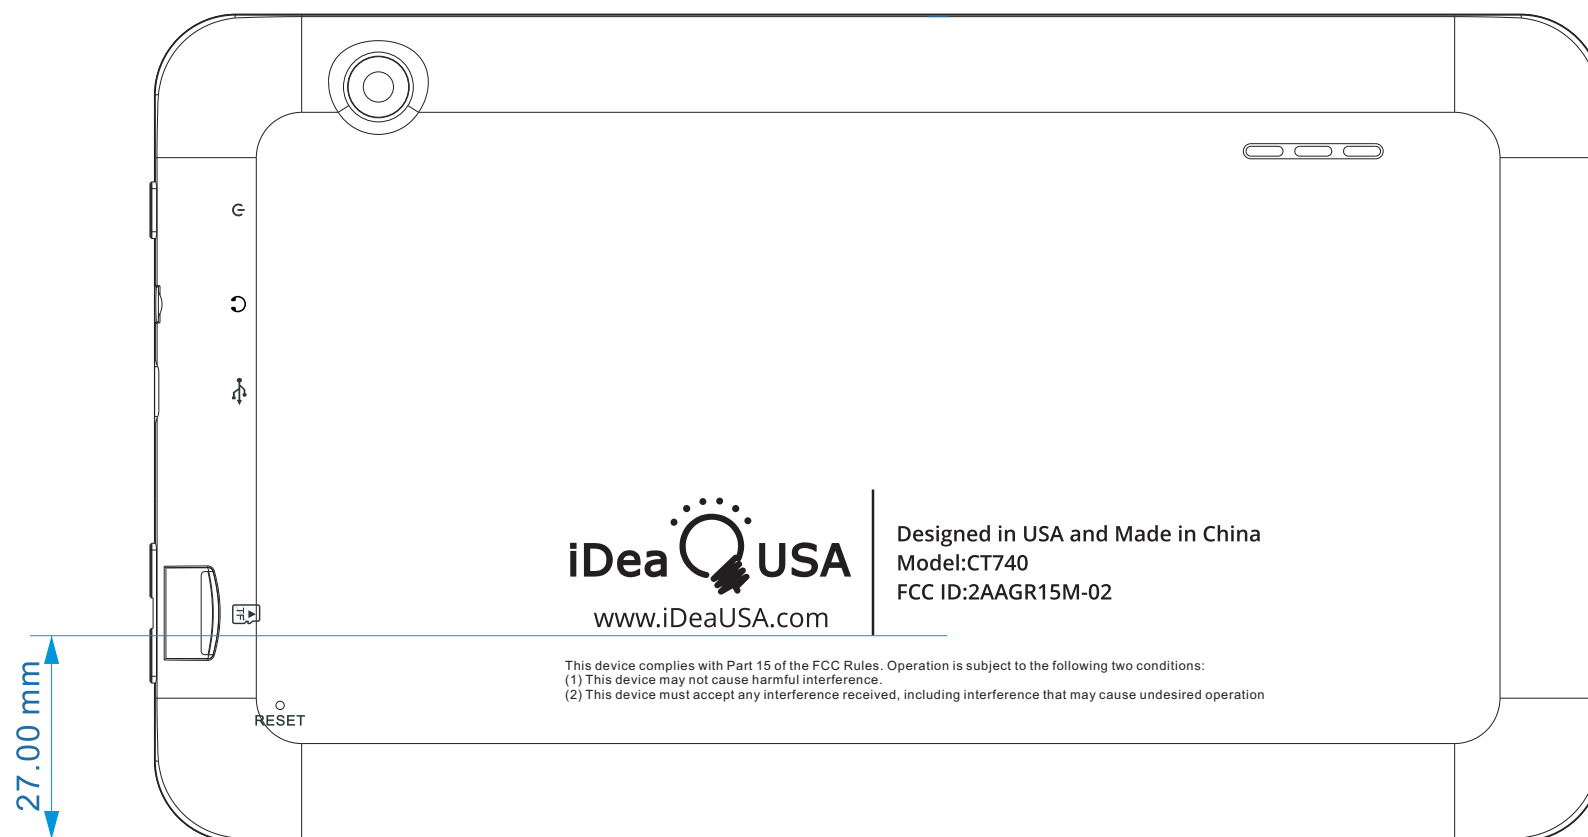 iDea USA
www.iDeaUSA.com
Designed in USA and Made in China
Model:CT740
FCC ID:2AAGR15M-02
TF
This device complies with Part 15 of the FCC Rules. Operation is subject to the following two conditions:
(1) This device may not cause harmful interference.
(2) This device must accept any interference received, including interference that may cause undesired operation
RESET
27.00 mm